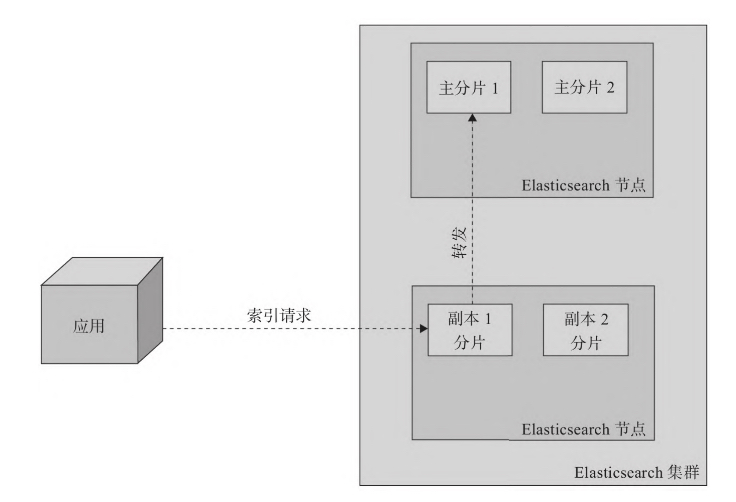 主分片 1
主分片 2
Elasticsearch 节点
转发
应用
索引请求
副本 1
分片
副本 2
分片
Elasticsearch 节点
Elasticsearch 集群